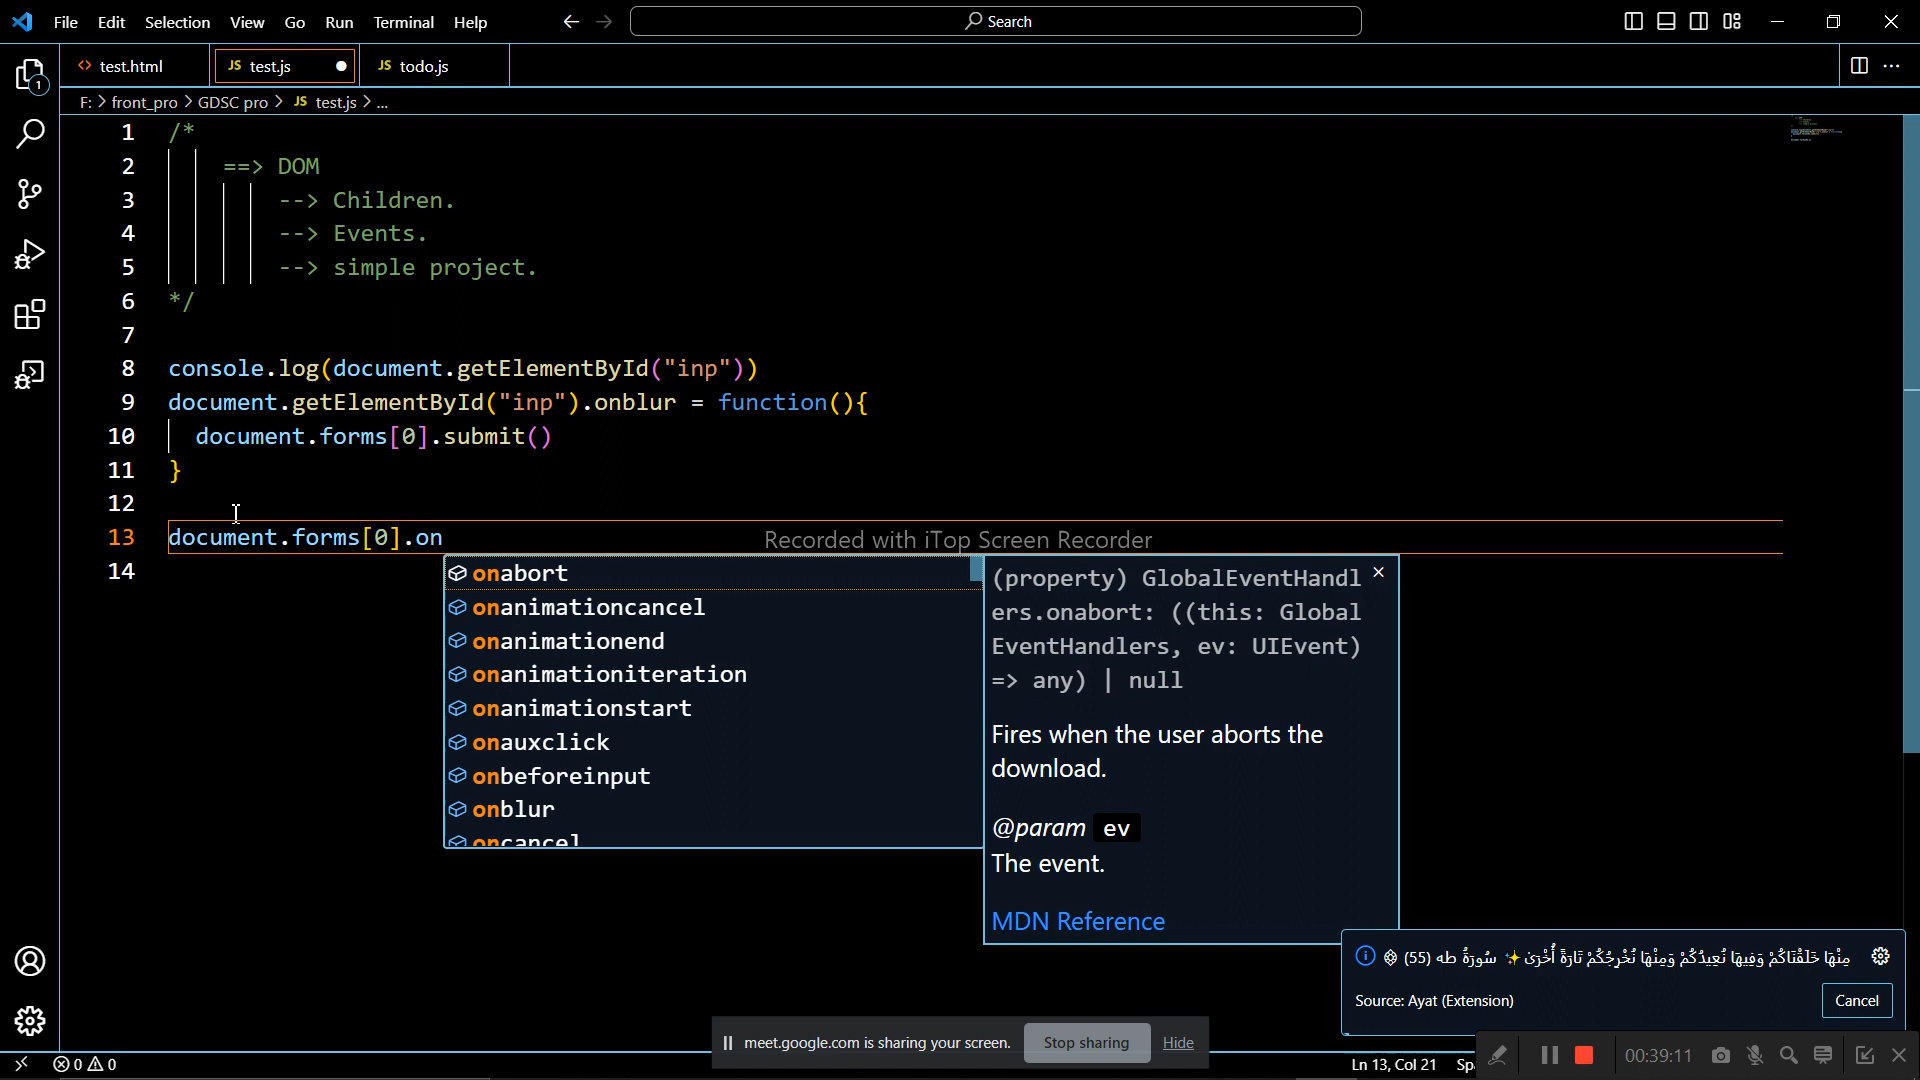 File Edit Selection View Go Run Terminal Help
Search
test.html
JS test.js
JS todo.js
1
F: > front_pro > GDSC pro > JS test.js > ...
1 /*
2 ==> DOM
3 --> Children.
4 --> Events.
5 --> simple project.
6 */
7
8 console.log(document.getElementById("inp"))
9 document.getElementById("inp").onblur = function(){
10 document.forms[0].submit()
11 }
12
13 document.forms[0].on
14
Recorded with iTop Screen Recorder
onabort
onanimationcancel
onanimationend
onanimationiteration
onanimationstart
onauxclick
onbeforeinput
onblur
oncancel
(property) GlobalEventHandl
ers.onabort: ((this: Global
EventHandlers, ev: UIEvent)
=> any) | null
Fires when the user aborts the
download.
@param ev
The event.
MDN Reference
مِنْهَا خَلَقْنَاكُمْ وَفِيهَا نُعِيدُكُمْ وَمِنْهَا نُخْرِجُكُمْ تَارَةً أُخْرَىٰ ✨ سُورَةُ طه (55)
Source: Ayat (Extension)
Cancel
meet.google.com is sharing your screen.
Stop sharing
Hide
0 0
Ln 13, Col 21
00:39:11